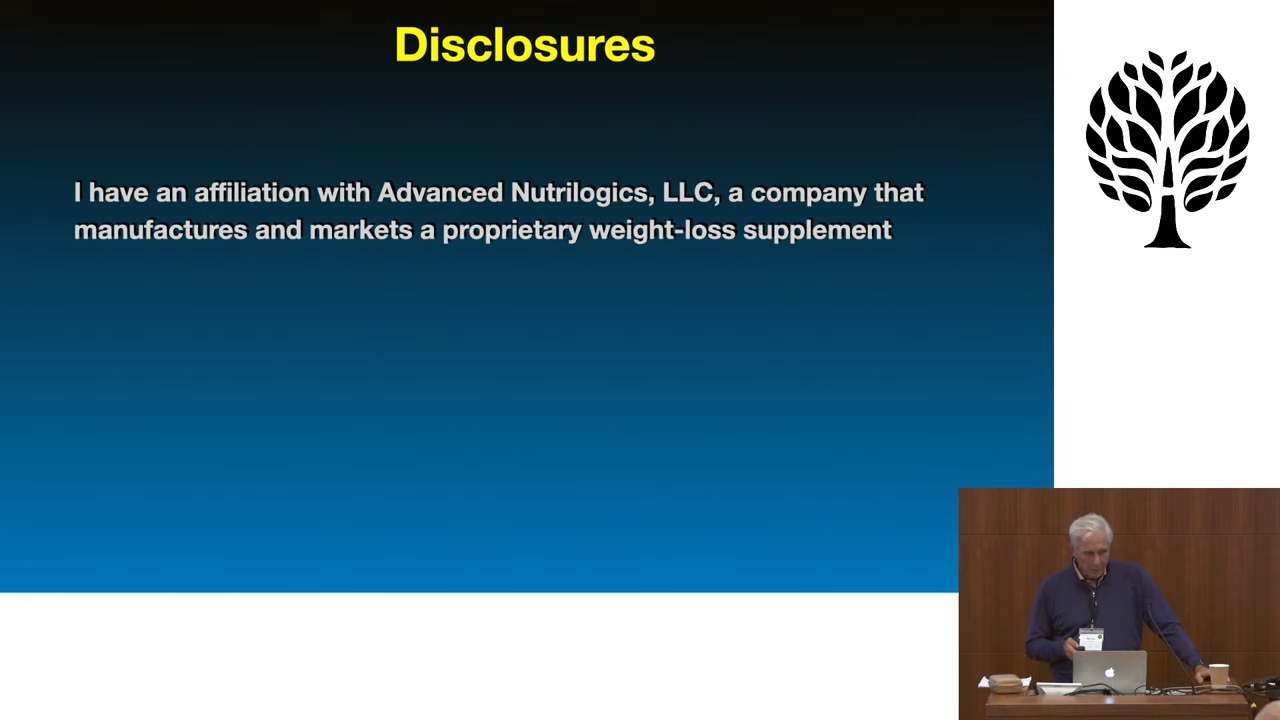 Disclosures
I have an affiliation with Advanced Nutrilogics, LLC, a company that
manufactures and markets a proprietary weight-loss supplement